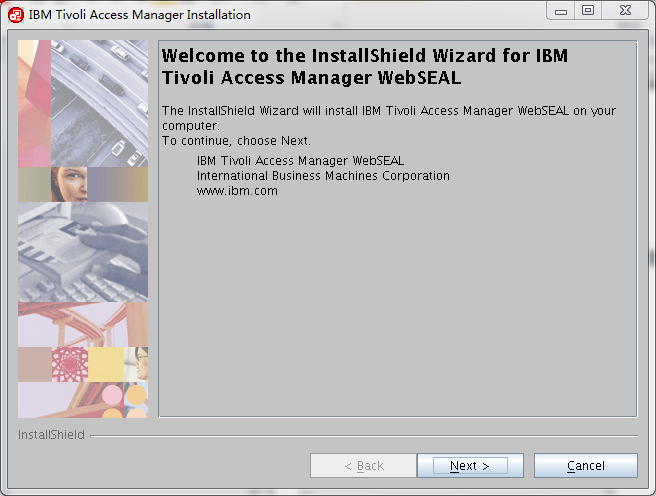 IBM Tivoli Access Manager Installation
Welcome to the InstallShield Wizard for IBM
Tivoli Access Manager WebSEAL
The InstallShield Wizard will install IBM Tivoli Access Manager WebSEAL on your
computer.
To continue, choose Next.
IBM Tivoli Access Manager WebSEAL
International Business Machines Corporation
www.ibm.com
InstallShield
< Back Next > Cancel